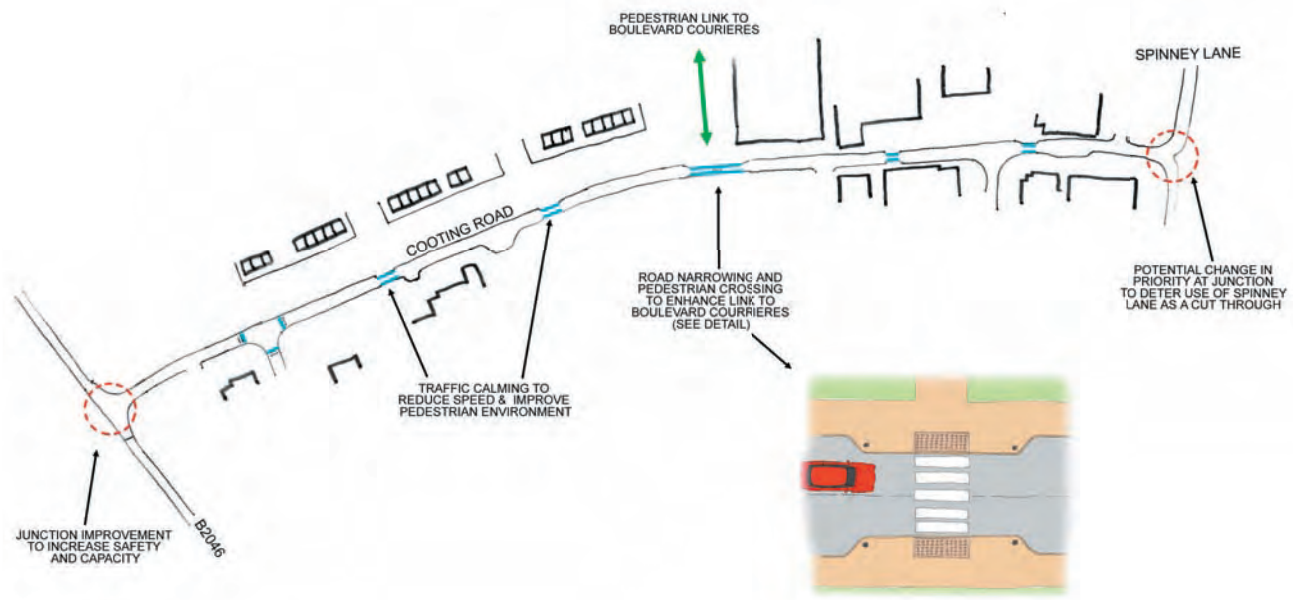 PEDESTRIAN LINK TO
BOULEVARD COURIERES
SPINNEY LANE
COOTING ROAD
ROAD NARROWING AND
PEDESTRIAN CROSSING
TO ENHANCE LINK TO
BOULEVARD COURRIERES
(SEE DETAIL)
POTENTIAL CHANGE IN
PRIORITY AT JUNCTION
TO DETER USE OF SPINNEY
LANE AS A CUT THROUGH
TRAFFIC CALMING TO
REDUCE SPEED & IMPROVE
PEDESTRIAN ENVIRONMENT
JUNCTION IMPROVEMENT
TO INCREASE SAFETY
AND CAPACITY
B2046